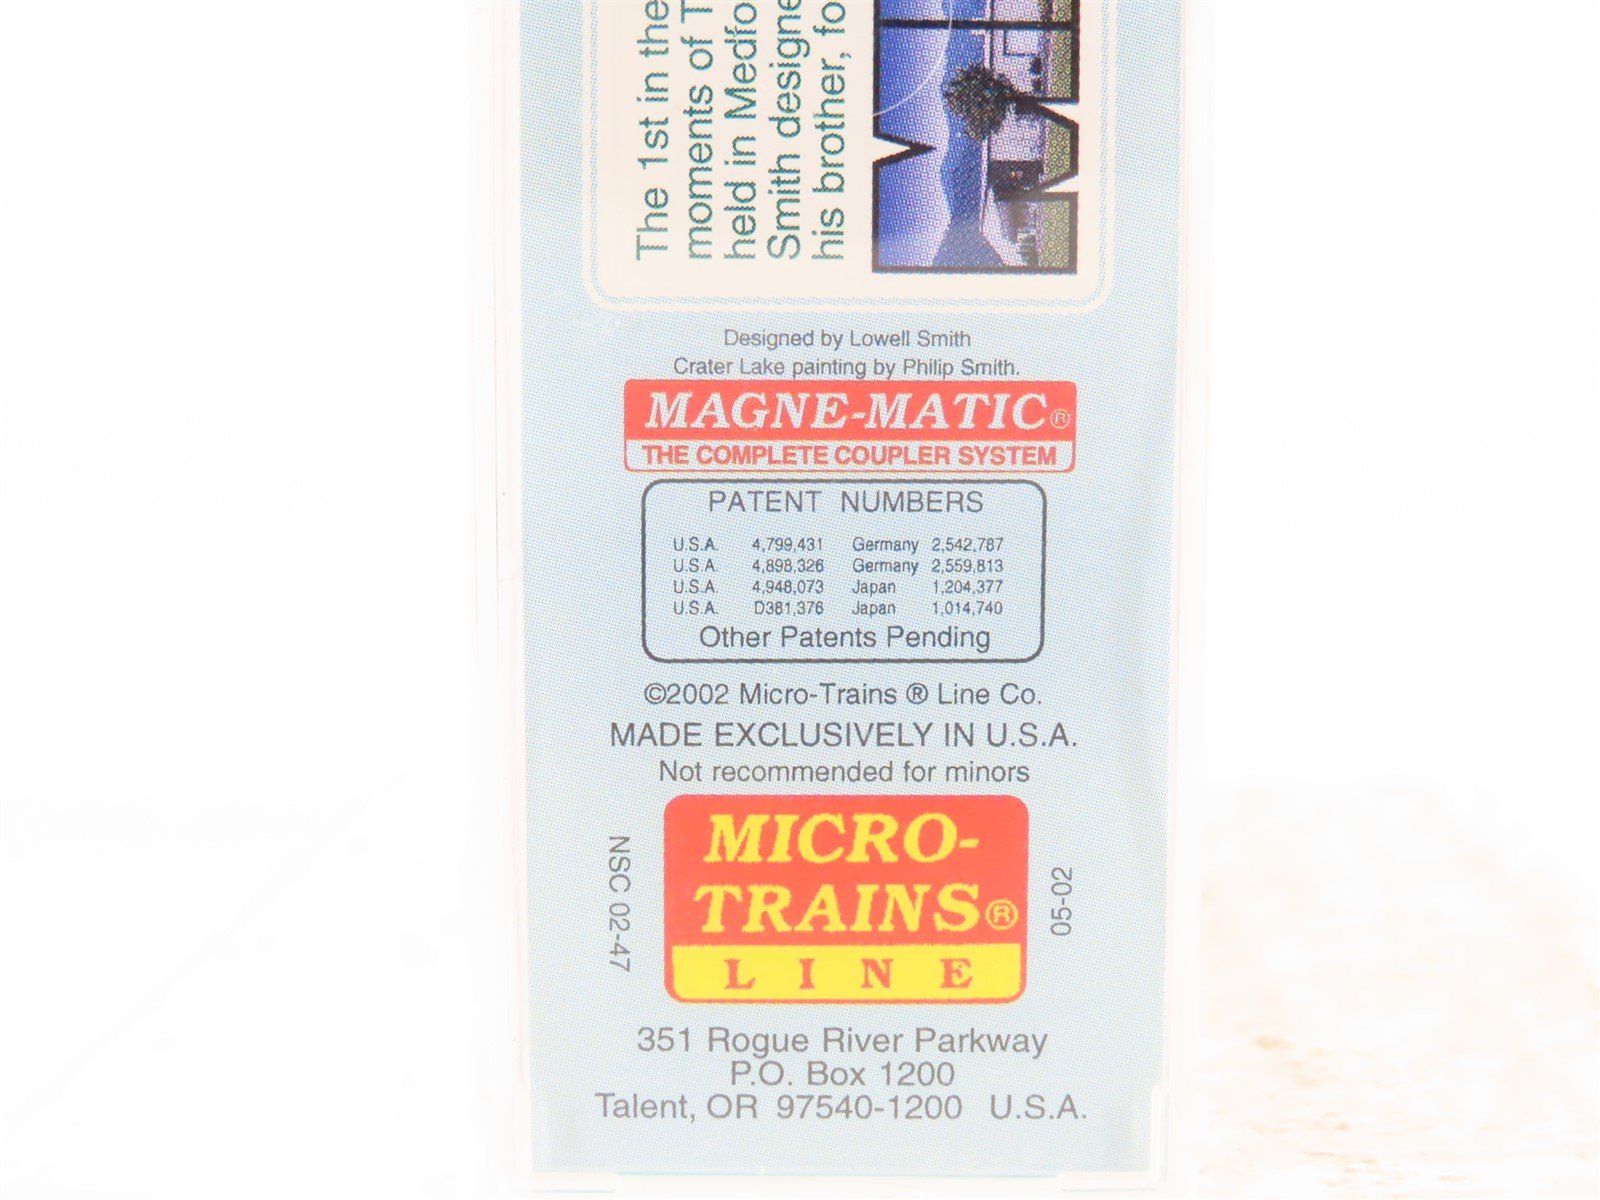 The 1st in the
moments of T
held in Medfo
Smith designe
his brother, fo
Designed by Lowell Smith
Crater Lake painting by Philip Smith.
MAGNE-MATIC®
THE COMPLETE COUPLER SYSTEM
PATENT NUMBERS
U.S.A. 4,799,431 Germany 2,542,787
U.S.A. 4,898,326 Germany 2,559,813
U.S.A. 4,948,073 Japan 1,204,377
U.S.A. D381,376 Japan 1,014,740
Other Patents Pending
©2002 Micro-Trains ® Line Co.
MADE EXCLUSIVELY IN U.S.A.
Not recommended for minors
NSC 02-47
MICRO-
TRAINS®
LINE
05-02
351 Rogue River Parkway
P.O. Box 1200
Talent, OR 97540-1200 U.S.A.